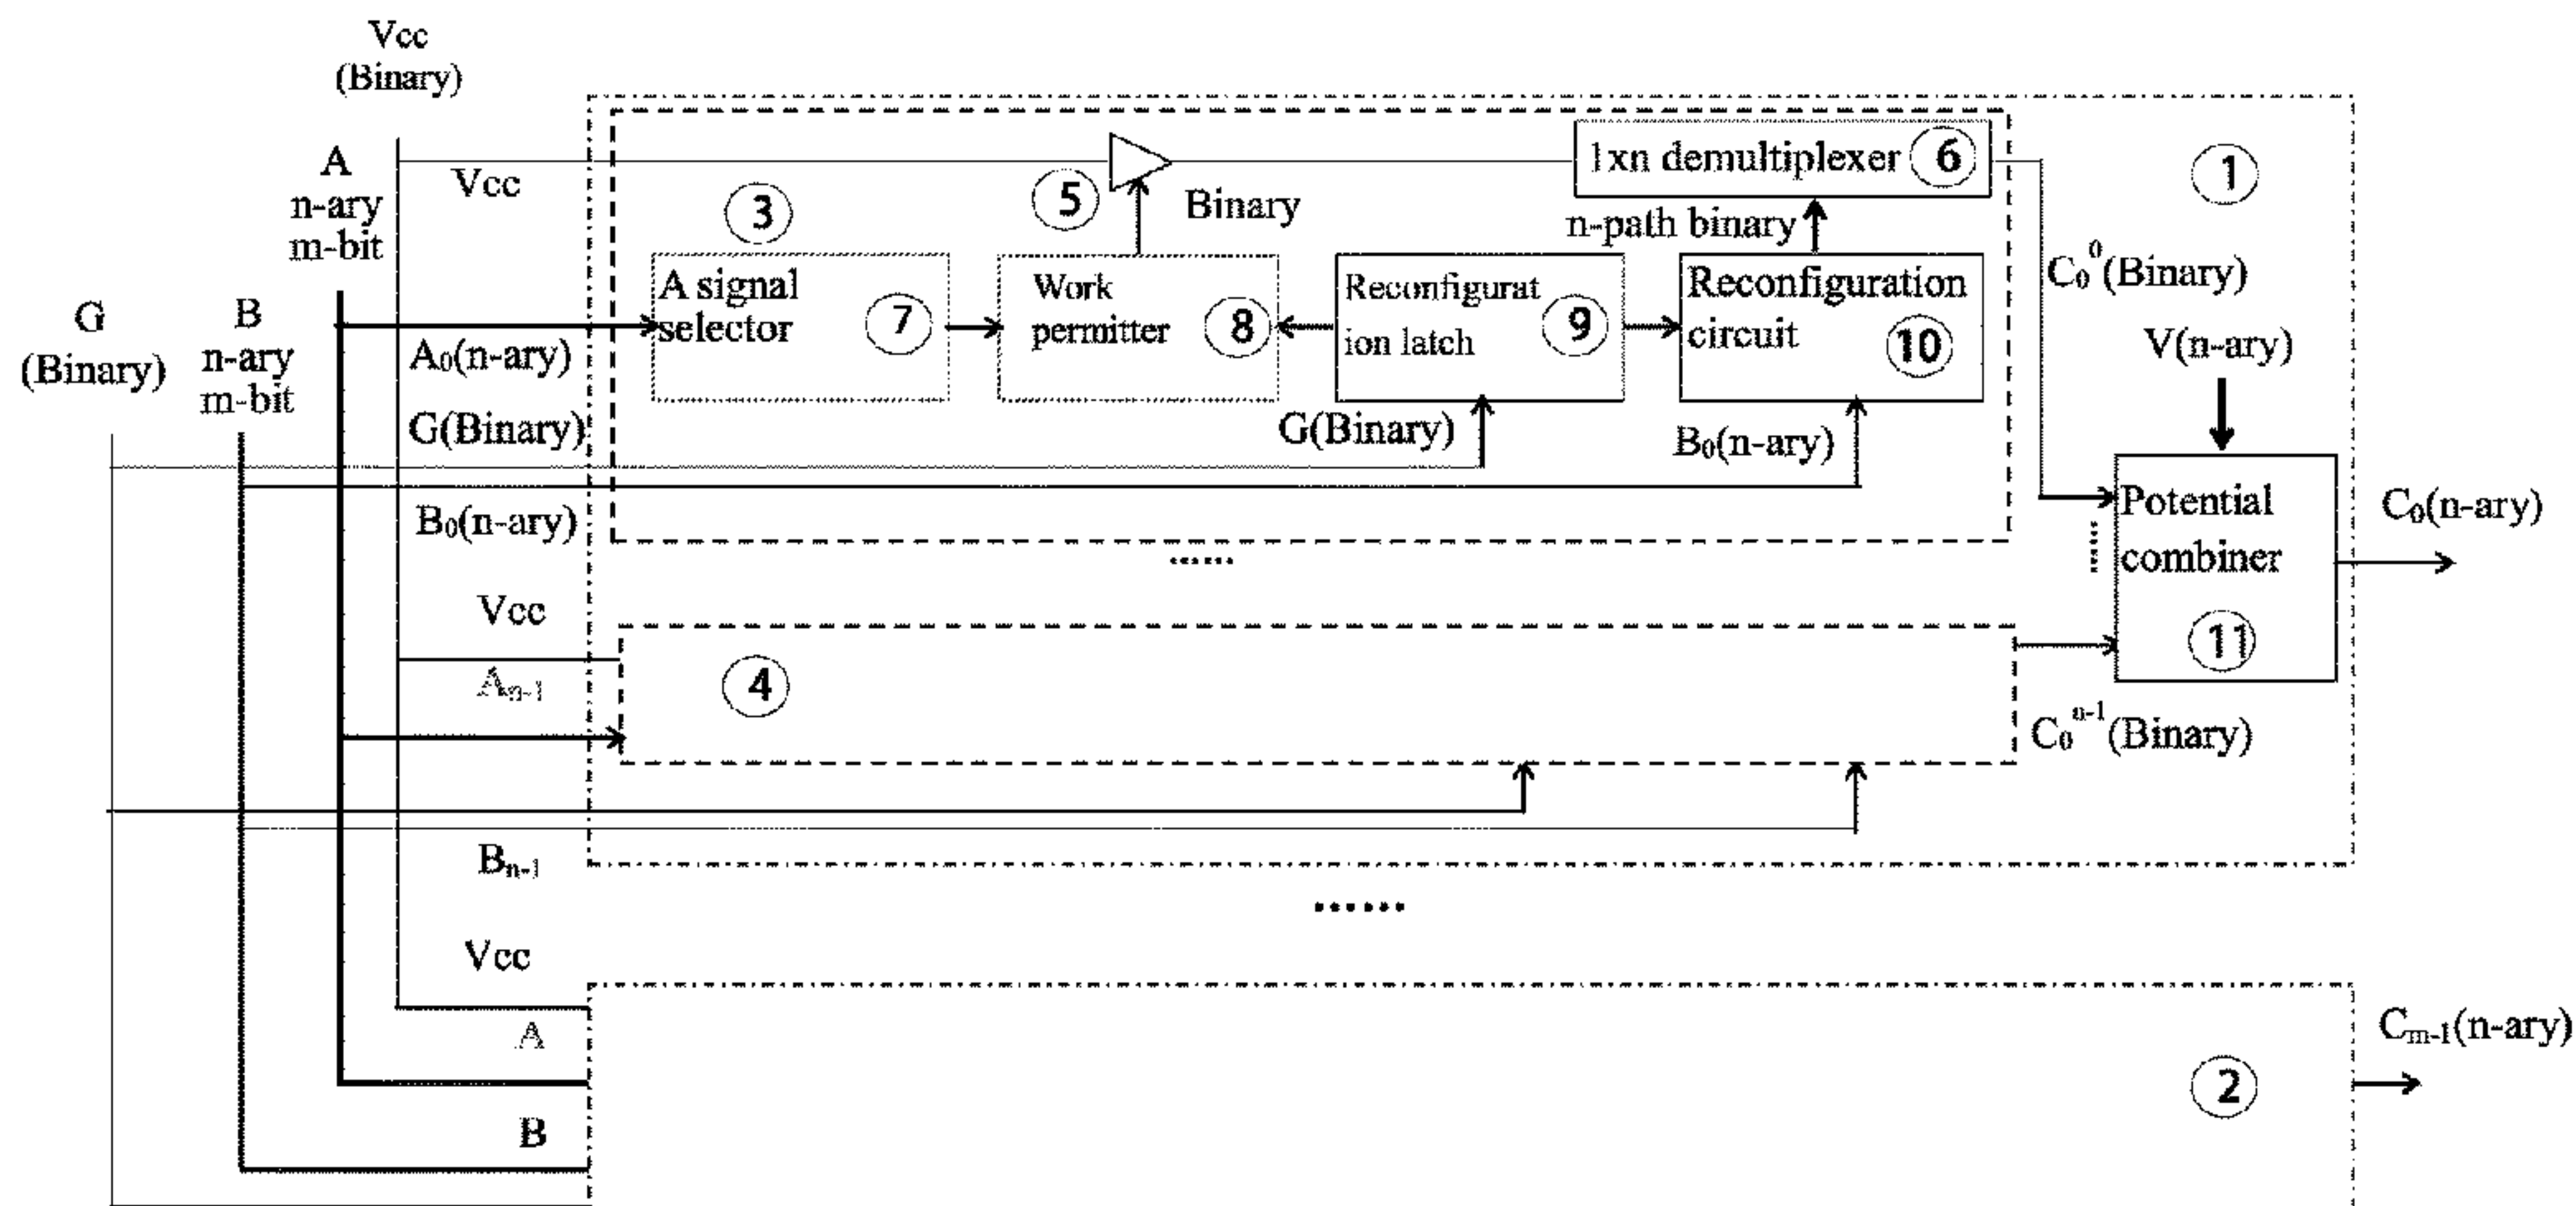 Vcc
(Binary)
A
n-ary
m-bit
G
(Binary)
B
n-ary
m-bit
Vcc
3
5
Binary
1xn demultiplexer 6
1
n-path binary
A signal
selector
7
Work
permitter
8
Reconfigurat
ion latch
9
Reconfiguration
circuit
10
C₀⁰(Binary)
V(n-ary)
A₀(n-ary)
G(Binary)
G(Binary)
B₀(n-ary)
B₀(n-ary)
......
Potential
combiner
11
......
C₀(n-ary)
Vcc
Aₙ₋₁
4
C₀ⁿ⁻¹(Binary)
Bₙ₋₁
......
Vcc
A
B
2
Cₘ₋₁(n-ary)